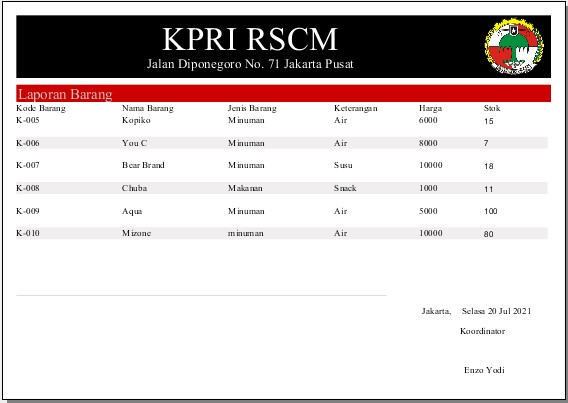 KPRI RSCM
Jalan Diponegoro No. 71 Jakarta Pusat
Laporan Barang
Kode Barang Nama Barang Jenis Barang Keterangan Harga Stok
K-005 Kopiko Minuman Air 6000 15
K-006 You C Minuman Air 8000 7
K-007 Bear Brand Minuman Susu 10000 18
K-008 Chuba Makanan Snack 1000 11
K-009 Aqua Minuman Air 5000 100
K-010 Mizone minuman Air 10000 80
Jakarta, Selasa 20 Jul 2021
Koordinator
Enzo Yodi